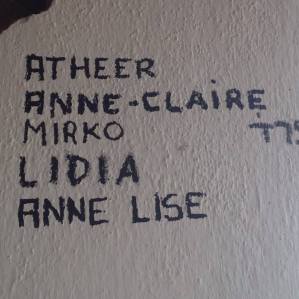 ATHEER
ANNE-CLAiRE
MIRKO
LIDIA
ANNE LISE